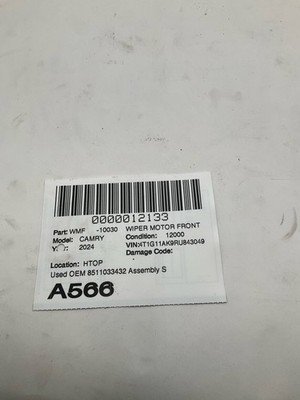 0000012133
Part: WMF -10030 WIPER MOTOR FRONT
Model: CAMRY Condition: 12000
2024 VIN:4T1G11AK9RU843049
Damage Code:
Location: HTOP
Used OEM 8511033432 Assembly S
A566